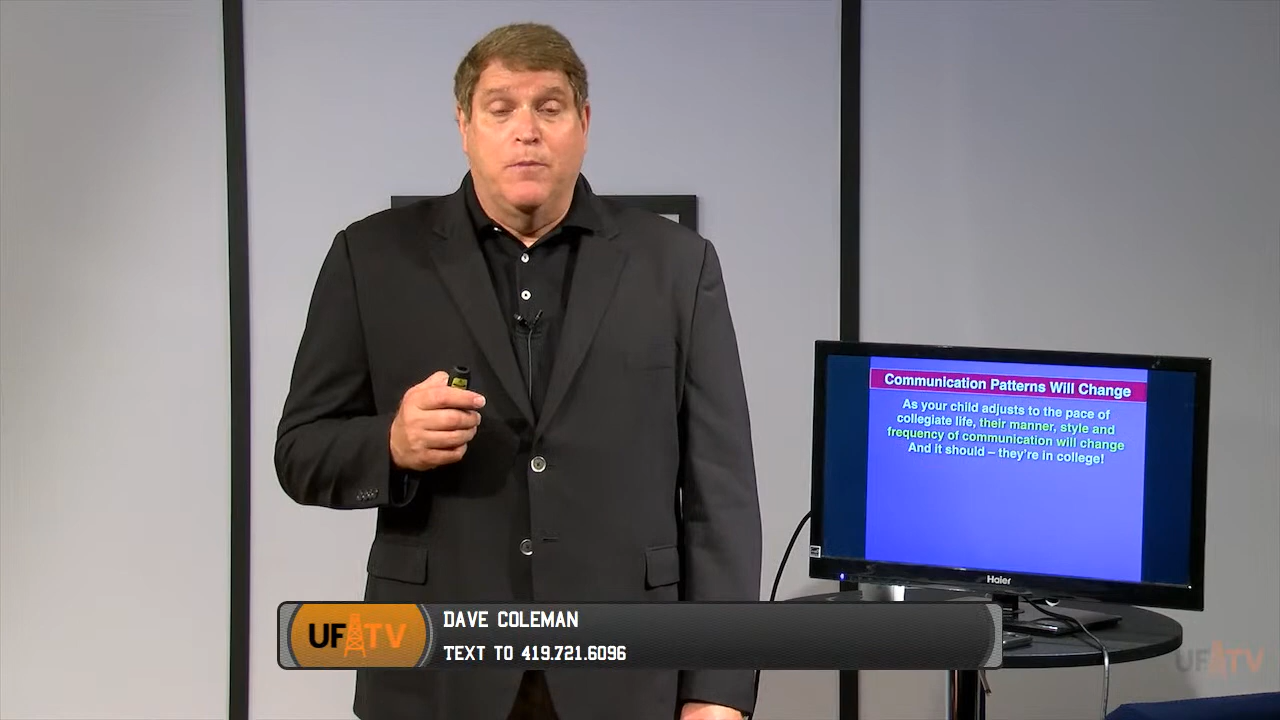 Communication Patterns Will Change
As your child adjusts to the pace of
collegiate life, their manner, style and
frequency of communication will change
And it should – they're in college!
Haier
UF TV
DAVE COLEMAN
TEXT TO 419.721.6096
UF TV